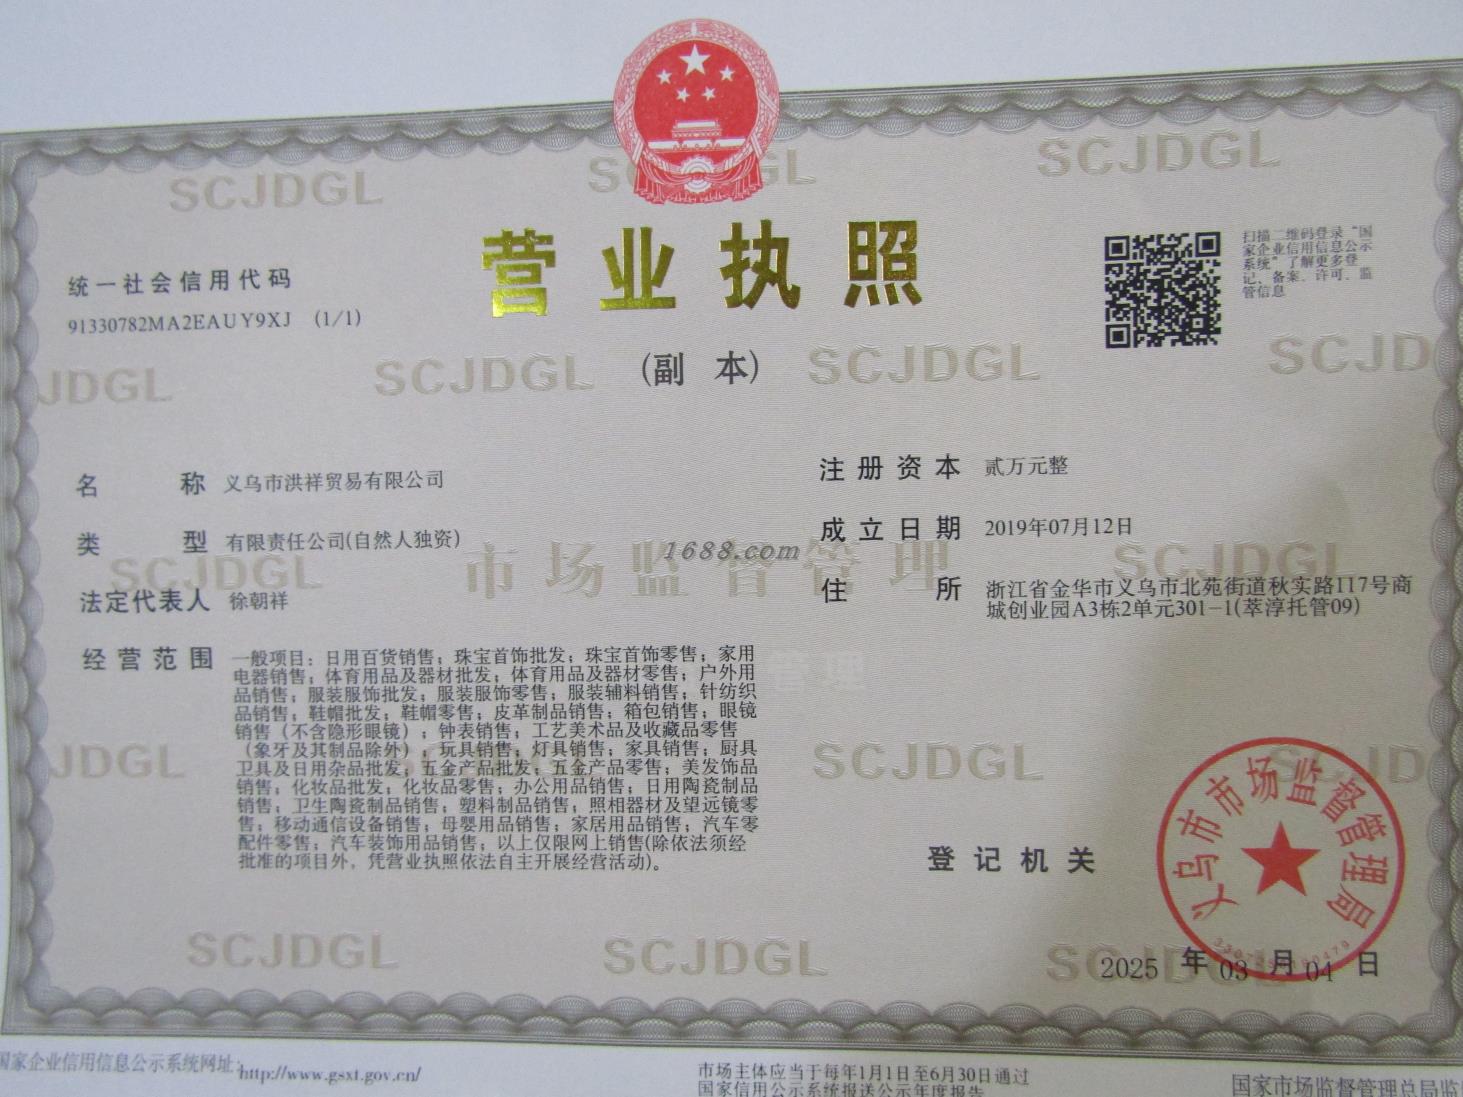 SCJDGL
SCJDGL
营业执照
(副 本)
统一社会信用代码
91330782MA2EAUY9XJ (1/1)
扫描二维码登录“国
家企业信用信息公示
系统”了解更多登
记、备案、许可、监
管信息
JDGL
SCJDGL
SCJDGL
SCJD
名 称 义乌市洪祥贸易有限公司
类 型 有限责任公司(自然人独资)
法定代表人 徐朝祥
注册资本 贰万元整
成立日期 2019年07月12日
住 所 浙江省金华市义乌市北苑街道秋实路117号商
城创业园A3栋2单元301-1(萃淳托管09)
SCJDGL
市场监督管理
1688.com
SCJDGL
经营范围 一般项目：日用百货销售；珠宝首饰批发；珠宝首饰零售；家用
电器销售；体育用品及器材批发；体育用品及器材零售；户外用
品销售；服装服饰批发；服装服饰零售；服装辅料销售；针纺织
品销售；鞋帽批发；鞋帽零售；皮革制品销售；箱包销售；眼镜
销售（不含隐形眼镜）；钟表销售；工艺美术品及收藏品零售
（象牙及其制品除外）；玩具销售；灯具销售；家具销售；厨具
卫具及日用杂品批发；五金产品批发；五金产品零售；美发饰品
销售；化妆品批发；化妆品零售；办公用品销售；日用陶瓷制品
销售；卫生陶瓷制品销售；塑料制品销售；照相器材及望远镜零
售；移动通信设备销售；母婴用品销售；家居用品销售；汽车零
配件零售；汽车装饰用品销售；以上仅限网上销售(除依法须经
批准的项目外，凭营业执照依法自主开展经营活动)。
管理
JDGL
SCJDGL
登记机关
义乌市市场监督管理局
2025 年 03 月 04 日
SCJDGL
SCJDGL
国家企业信用信息公示系统网址：http://www.gsxt.gov.cn/
市场主体应当于每年1月1日至6月30日通过
国家信用公示系统报送公示年度报告
国家市场监督管理总局监